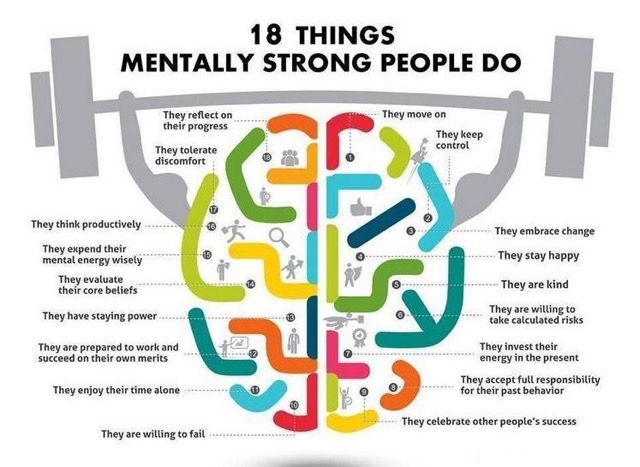 18 THINGS
MENTALLY STRONG PEOPLE DO
They reflect on
their progress
They move on
They keep
control
They tolerate
discomfort
They think productively
They embrace change
They expend their
mental energy wisely
They stay happy
They evaluate
their core beliefs
They are kind
They have staying power
They are willing to
take calculated risks
They are prepared to work and
succeed on their own merits
They invest their
energy in the present
They enjoy their time alone
They accept full responsibility
for their past behavior
They are willing to fail
They celebrate other people's success
1
2
3
4
5
6
7
8
9
10
11
12
13
14
15
16
17
18